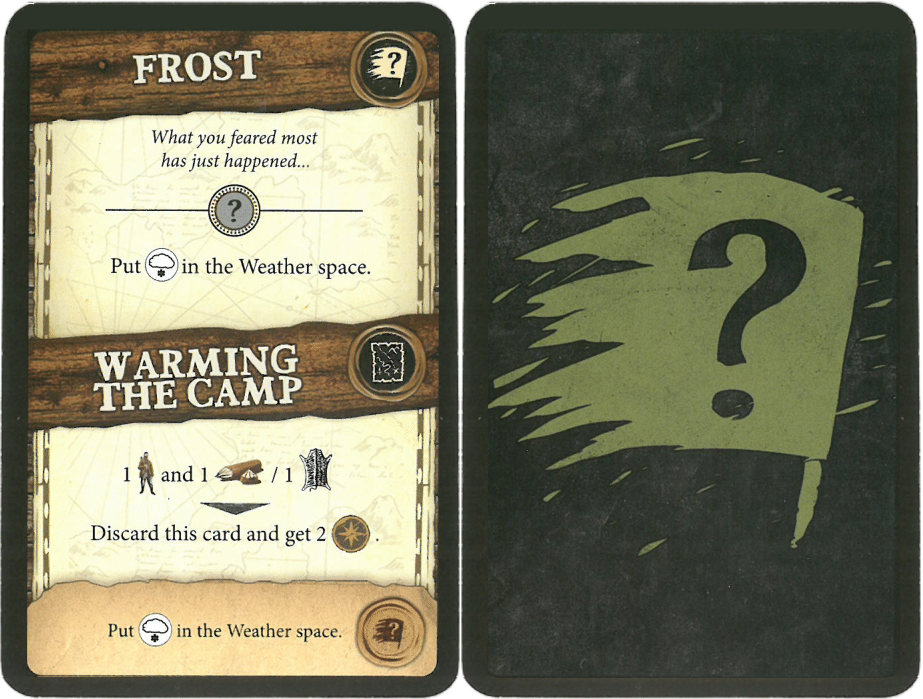 FROST
?
What you feared most
has just happened...
?
Put in the Weather space.
WARMING
THE CAMP
1 and 1 / 1
Discard this card and get 2 .
Put in the Weather space.
?
?